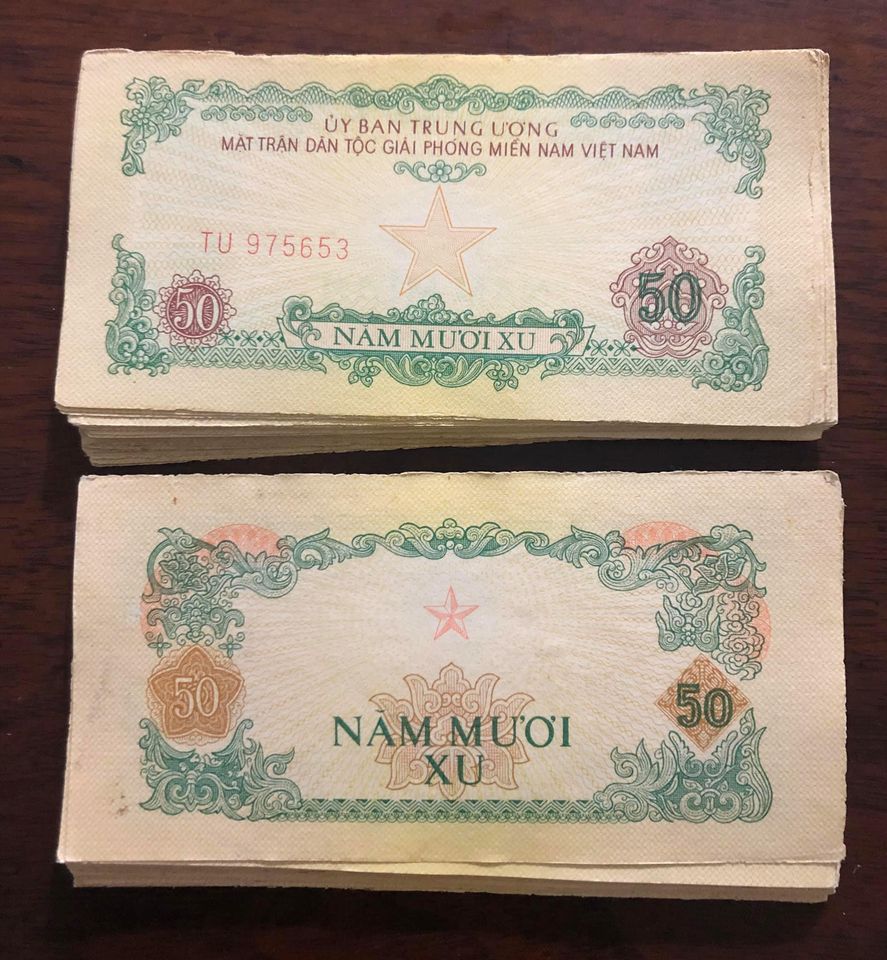 ỦY BAN TRUNG ƯƠNG
MẶT TRẬN DÂN TỘC GIẢI PHÓNG MIỀN NAM VIỆT NAM
TU 975653
50
50
NĂM MƯƠI XU
50
50
NĂM MƯƠI
XU